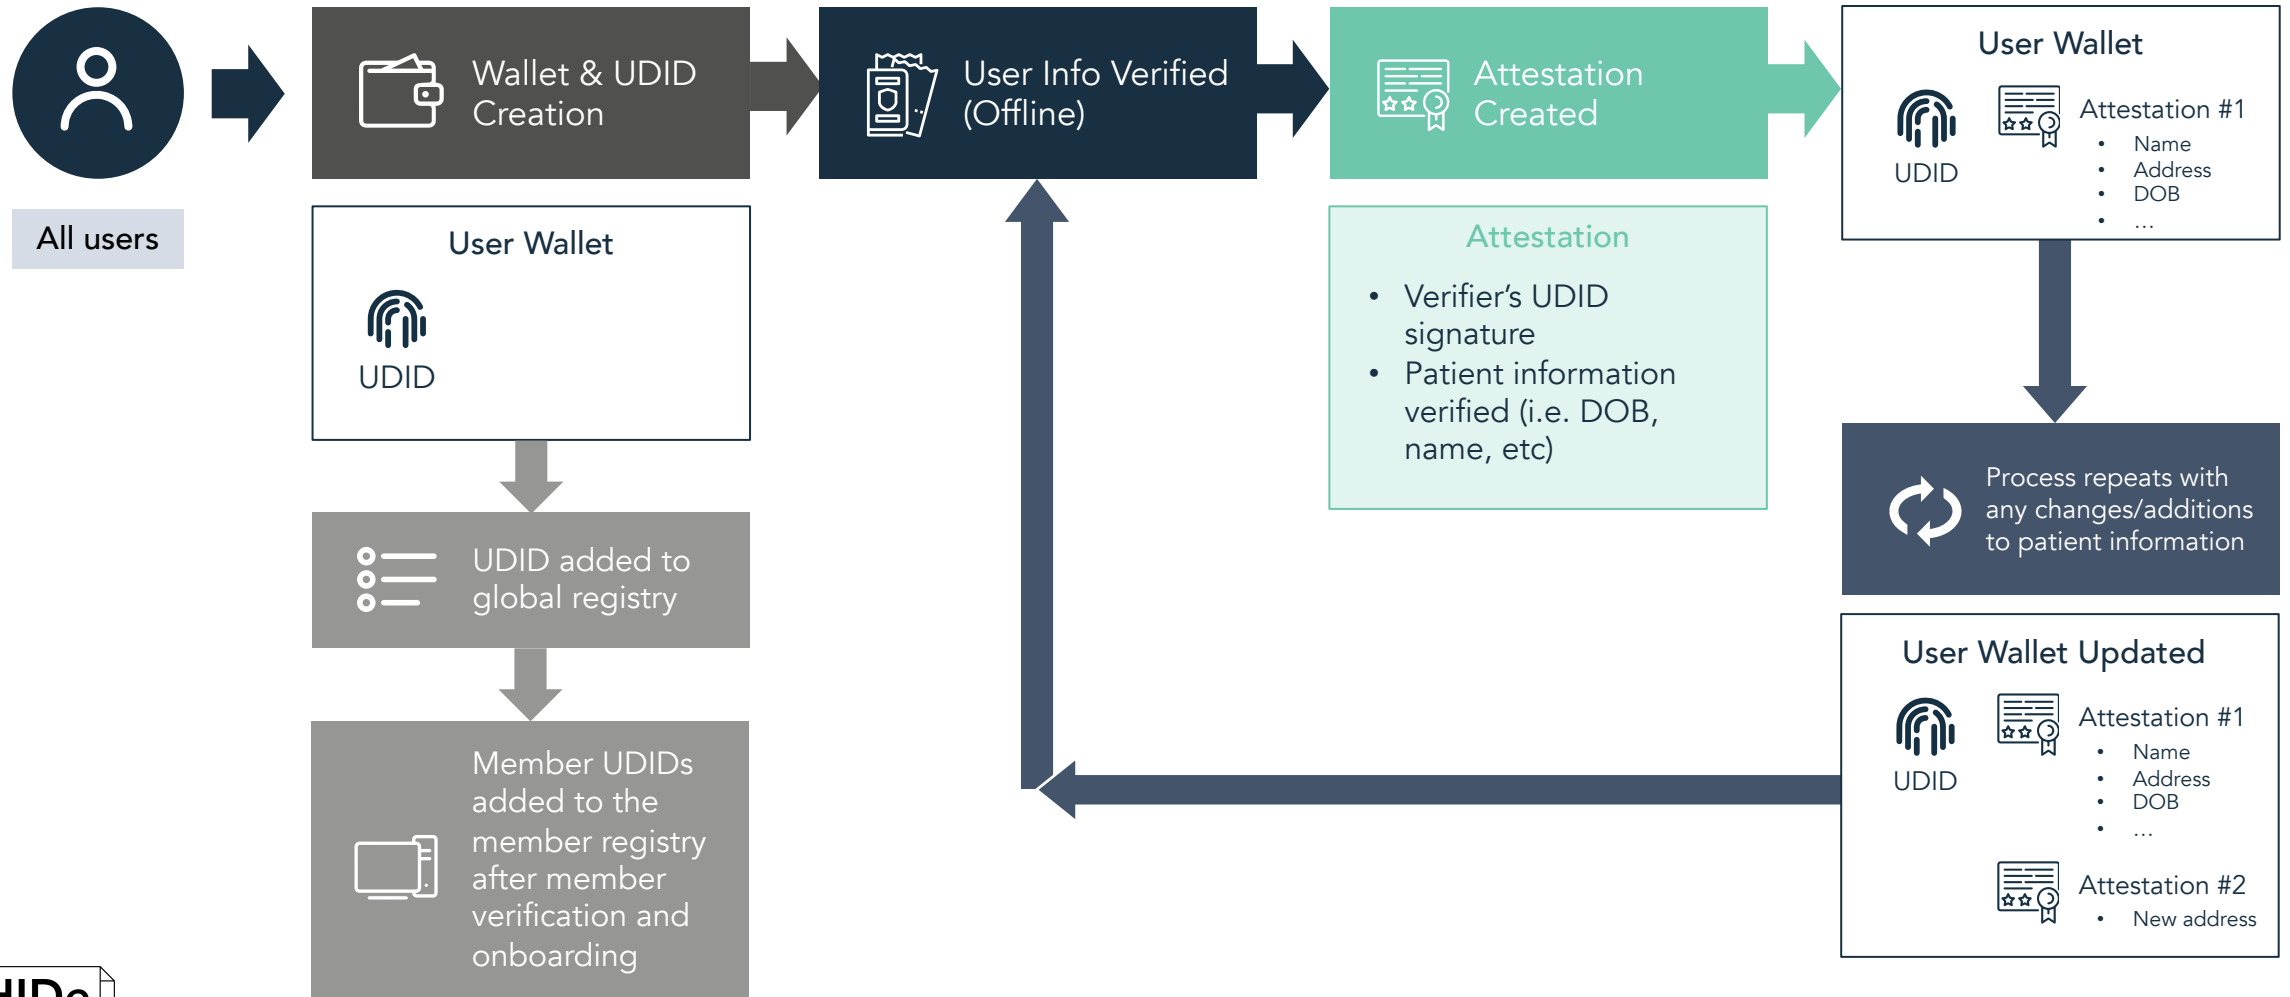 All users
Wallet & UDID
Creation
User Wallet
UDID
UDID added to
global registry
Member UDIDs
added to the
member registry
after member
verification and
onboarding
User Info Verified
(Offline)
Attestation
Created
Attestation
• Verifier’s UDID
signature
• Patient information
verified (i.e. DOB,
name, etc)
User Wallet
UDID
Attestation #1
• Name
• Address
• DOB
• …
Process repeats with
any changes/additions
to patient information
User Wallet Updated
UDID
Attestation #1
• Name
• Address
• DOB
• …
Attestation #2
• New address